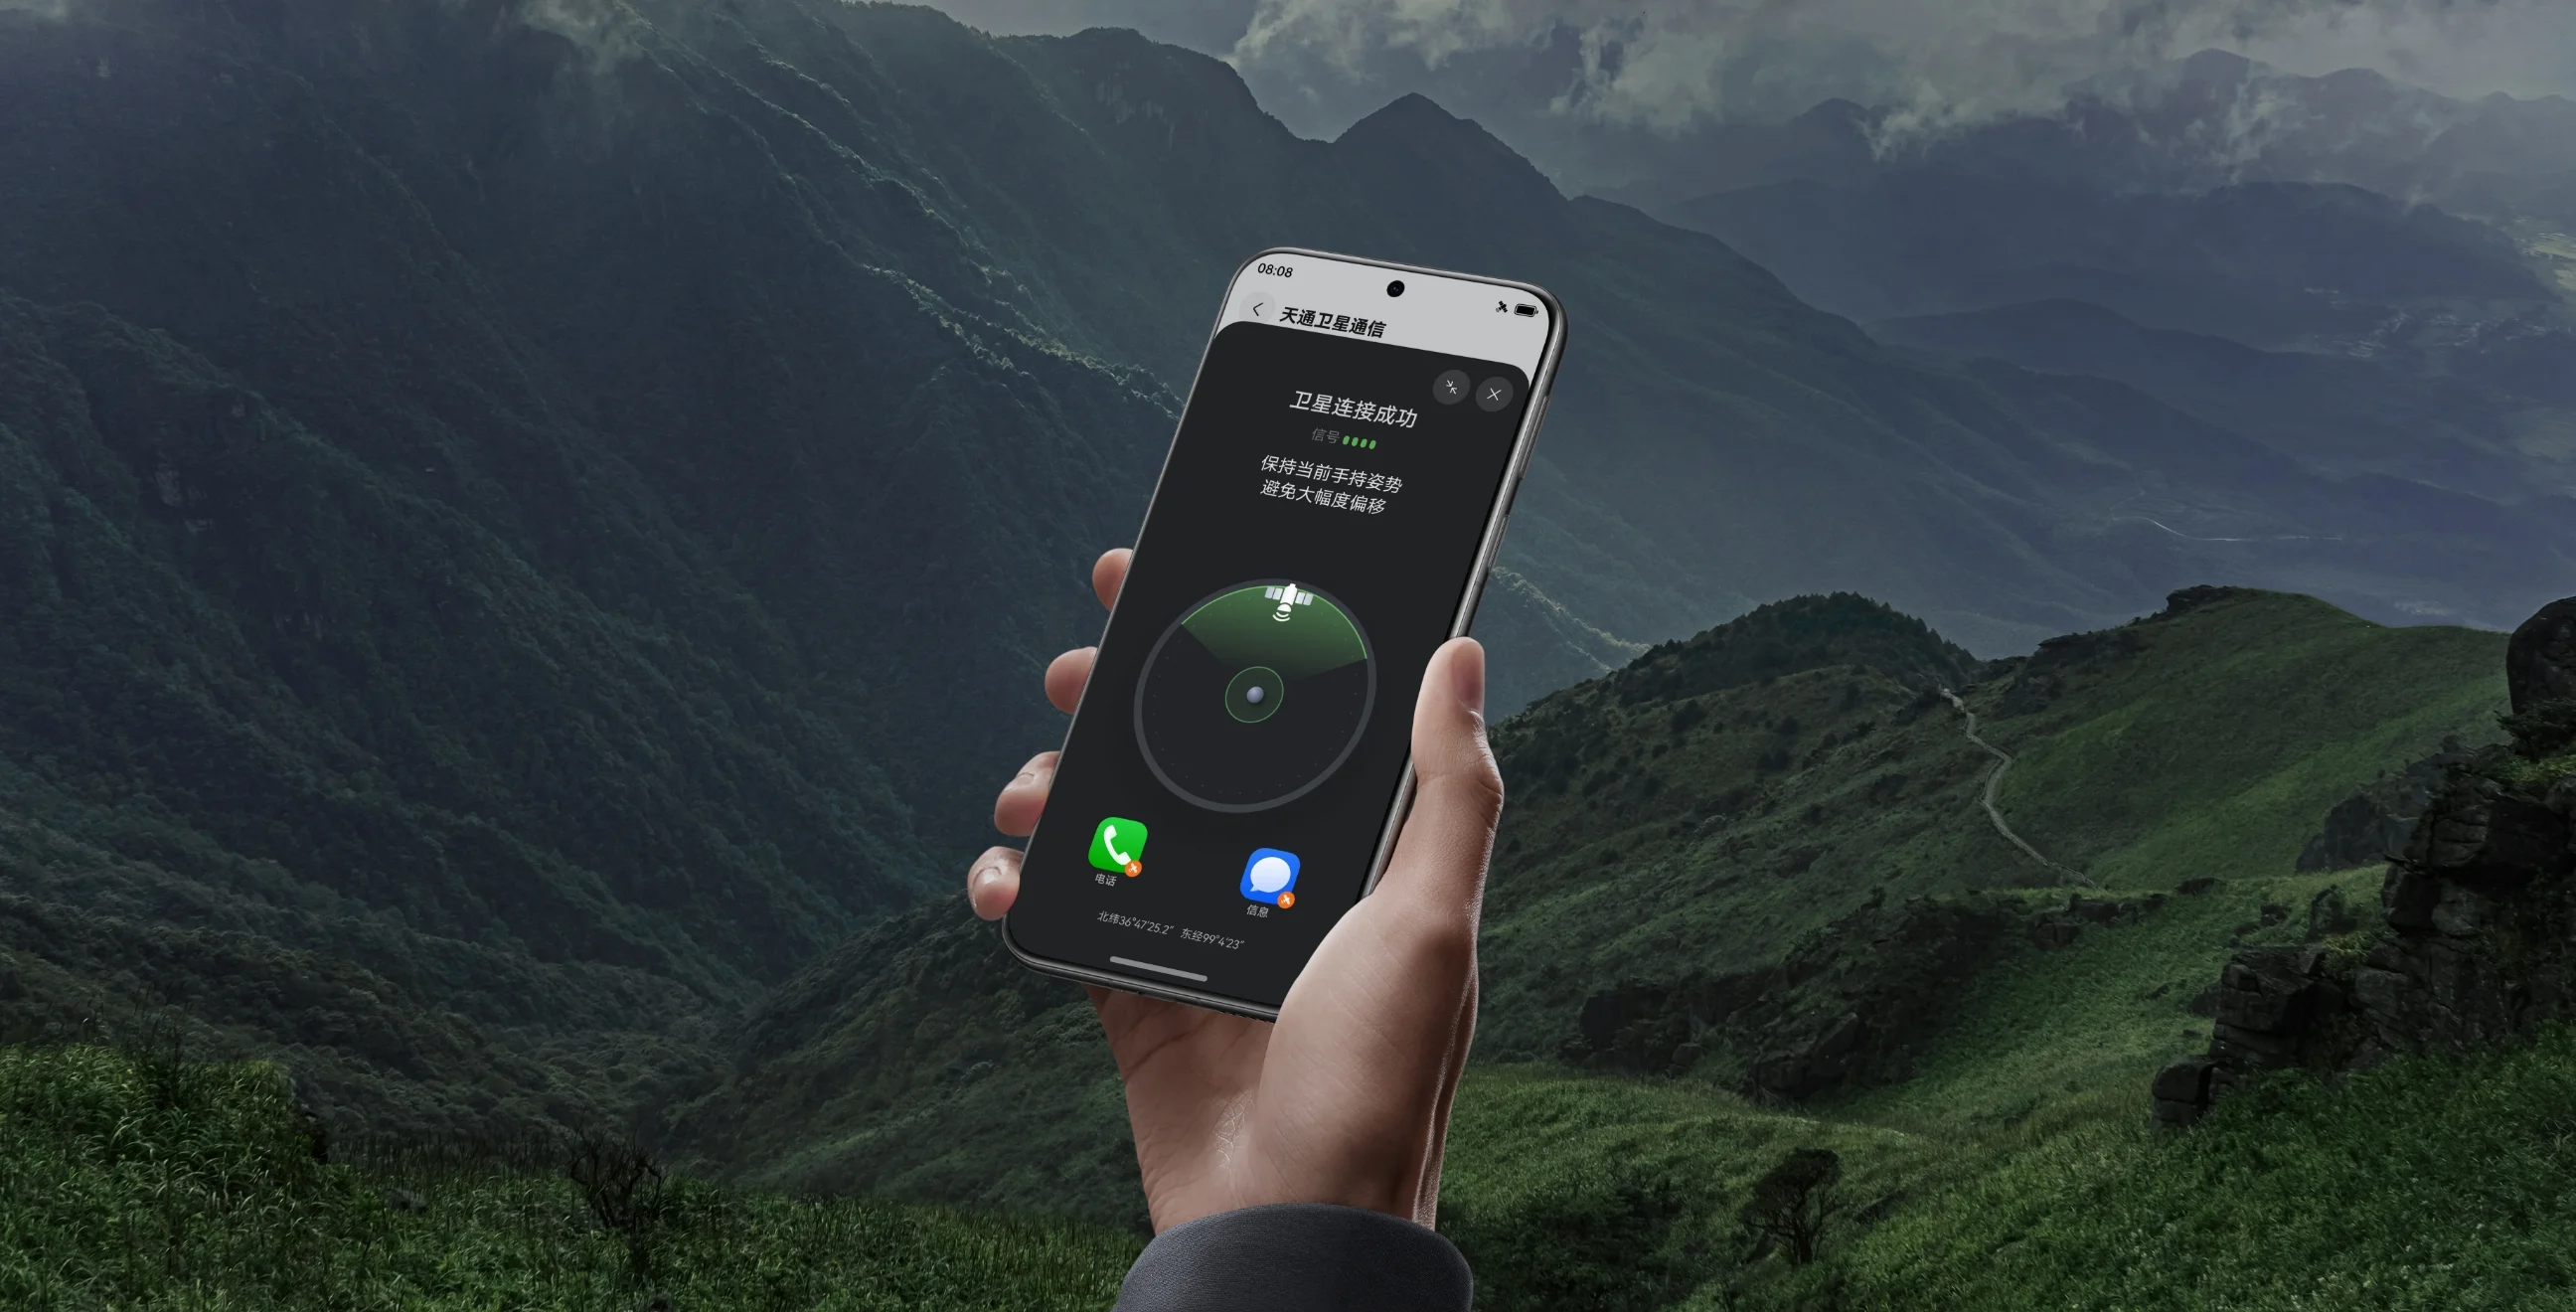 08:08
天通卫星通信
卫星连接成功
信号
保持当前手持姿势
避免大幅度偏移
电话
信息
北纬36°47'25.2" 东经99°4'23"